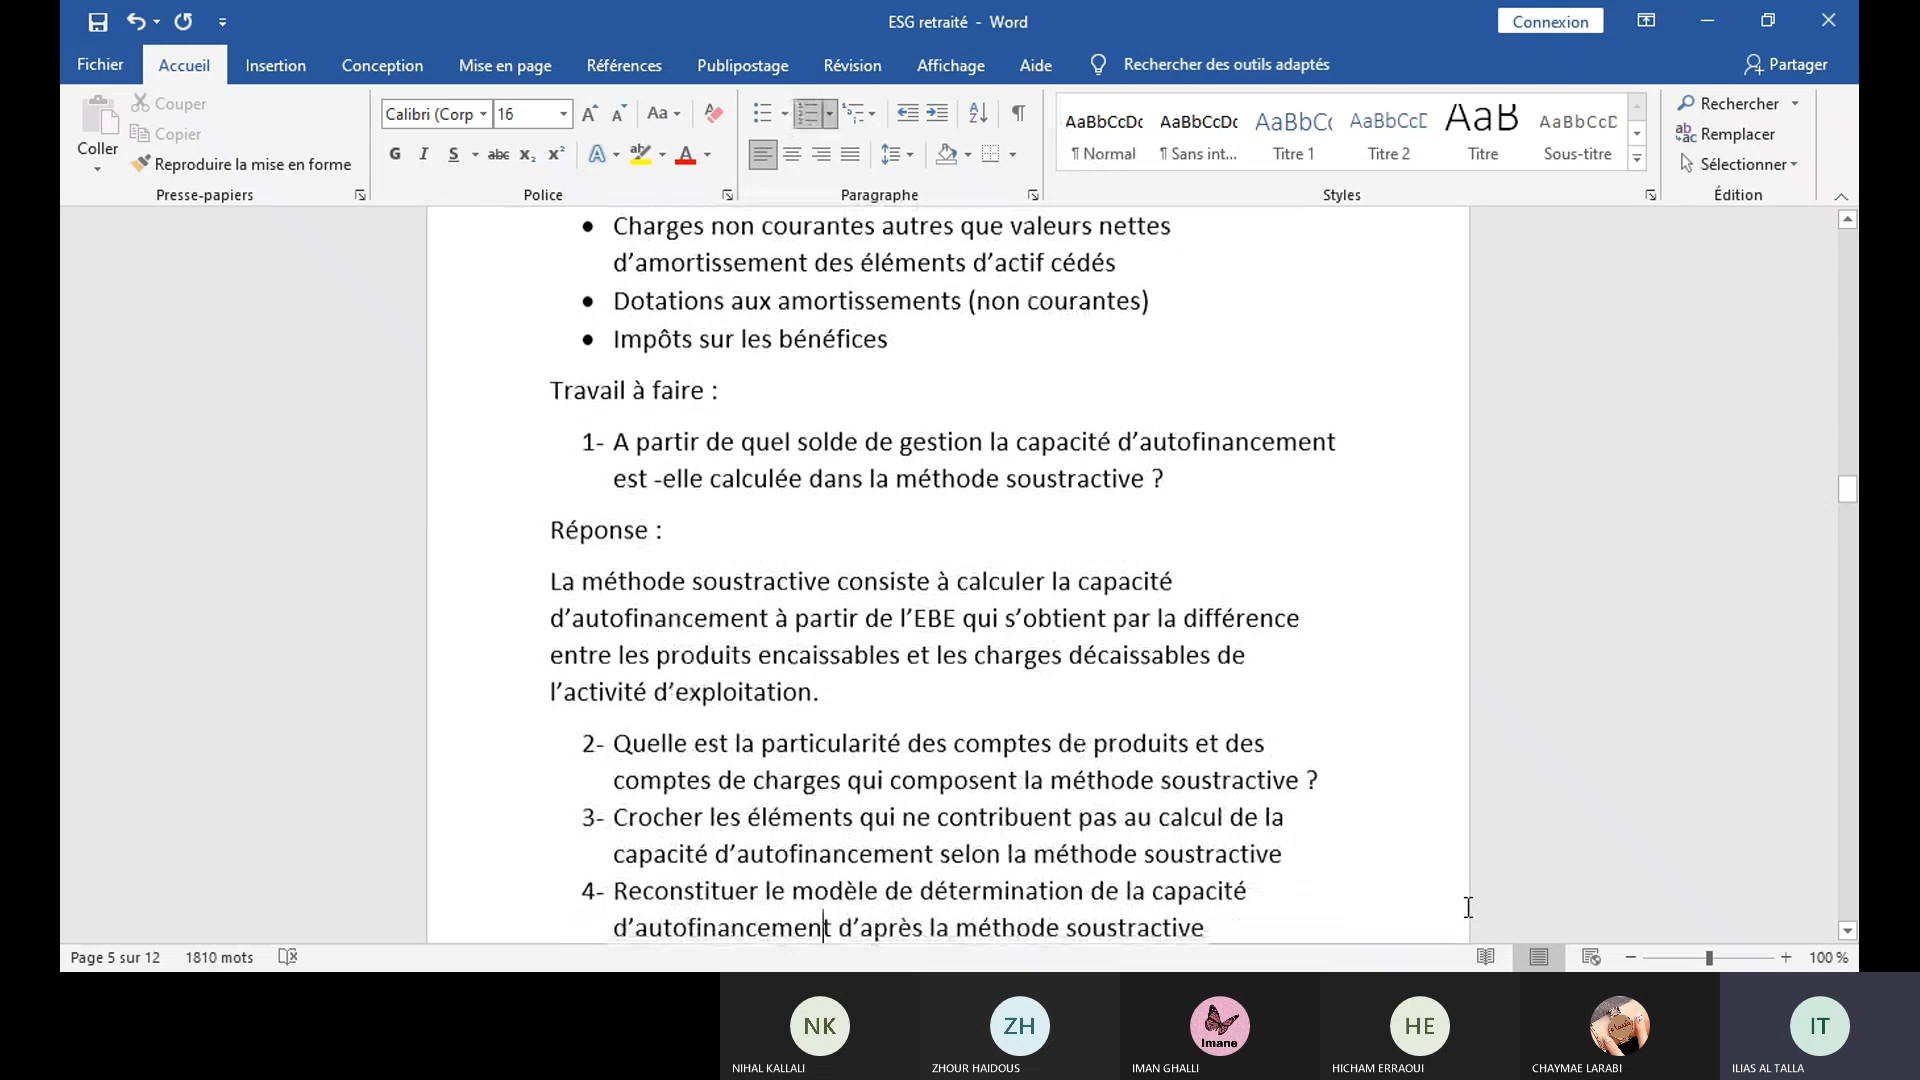 ESG retraité - Word
Connexion
Fichier Accueil Insertion Conception Mise en page Références Publipostage Révision Affichage Aide Rechercher des outils adaptés Partager
Coller
Couper
Copier
Reproduire la mise en forme
Presse-papiers
Calibri (Corp 16
Aa
G I S abc x₂ x²
Police
Paragraphe
AaBbCcDc AaBbCcDc AaBbCc AaBbCcD AaB AaBbCcD
¶ Normal ¶ Sans int... Titre 1 Titre 2 Titre Sous-titre
Styles
Rechercher
Remplacer
Sélectionner
Édition
• Charges non courantes autres que valeurs nettes
d’amortissement des éléments d’actif cédés
• Dotations aux amortissements (non courantes)
• Impôts sur les bénéfices
Travail à faire :
1- A partir de quel solde de gestion la capacité d’autofinancement
est -elle calculée dans la méthode soustractive ?
Réponse :
La méthode soustractive consiste à calculer la capacité
d’autofinancement à partir de l’EBE qui s’obtient par la différence
entre les produits encaissables et les charges décaissables de
l’activité d’exploitation.
2- Quelle est la particularité des comptes de produits et des
comptes de charges qui composent la méthode soustractive ?
3- Crocher les éléments qui ne contribuent pas au calcul de la
capacité d’autofinancement selon la méthode soustractive
4- Reconstituer le modèle de détermination de la capacité
d’autofinancement d’après la méthode soustractive
Page 5 sur 12 1810 mots
100 %
NK ZH Imane HE IT
NIHAL KALLALI ZHOUR HAIDOUS IMAN GHALLI HICHAM ERRAOUI CHAYMAE LARABI ILIAS AL TALLA